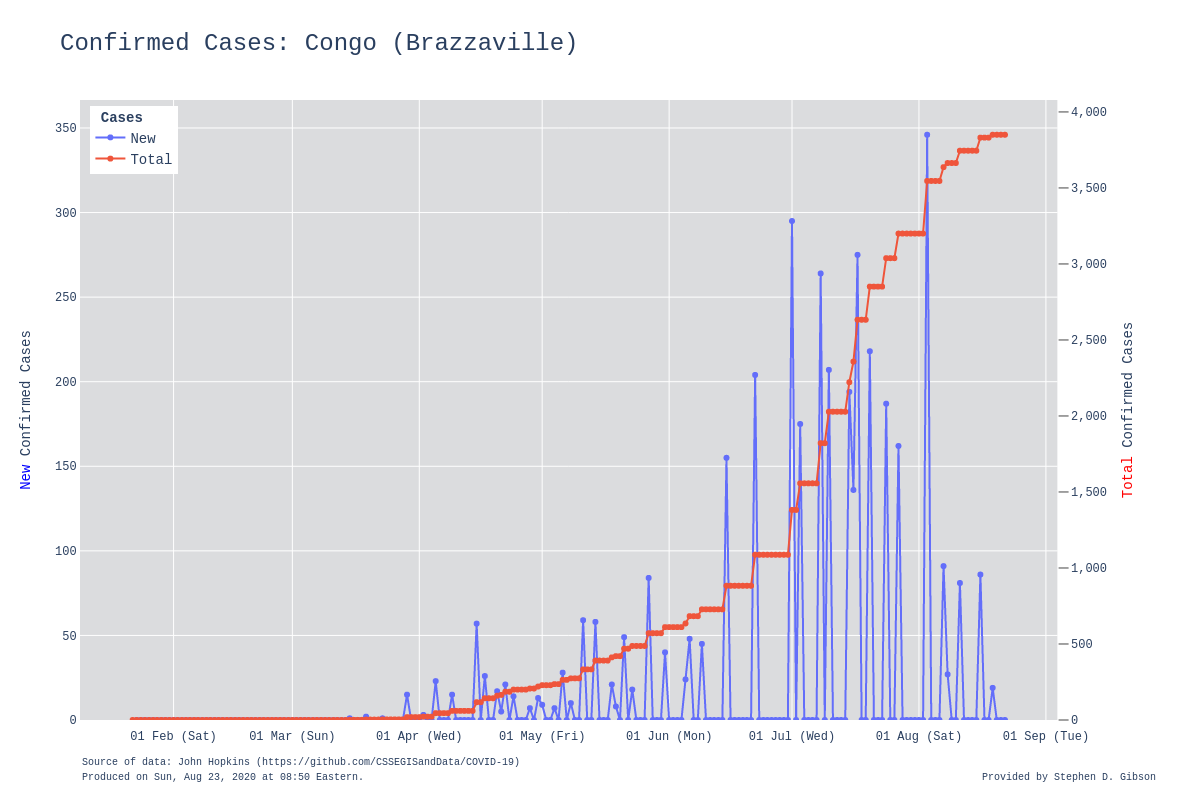 Confirmed Cases: Congo (Brazzaville)
Cases
New
Total
350
300
250
200
150
100
50
0
4,000
3,500
3,000
2,500
2,000
1,500
1,000
500
0
New Confirmed Cases
Total Confirmed Cases
01 Feb (Sat) 01 Mar (Sun) 01 Apr (Wed) 01 May (Fri) 01 Jun (Mon) 01 Jul (Wed) 01 Aug (Sat) 01 Sep (Tue)
Source of data: John Hopkins (https://github.com/CSSEGISandData/COVID-19)
Produced on Sun, Aug 23, 2020 at 08:50 Eastern.
Provided by Stephen D. Gibson